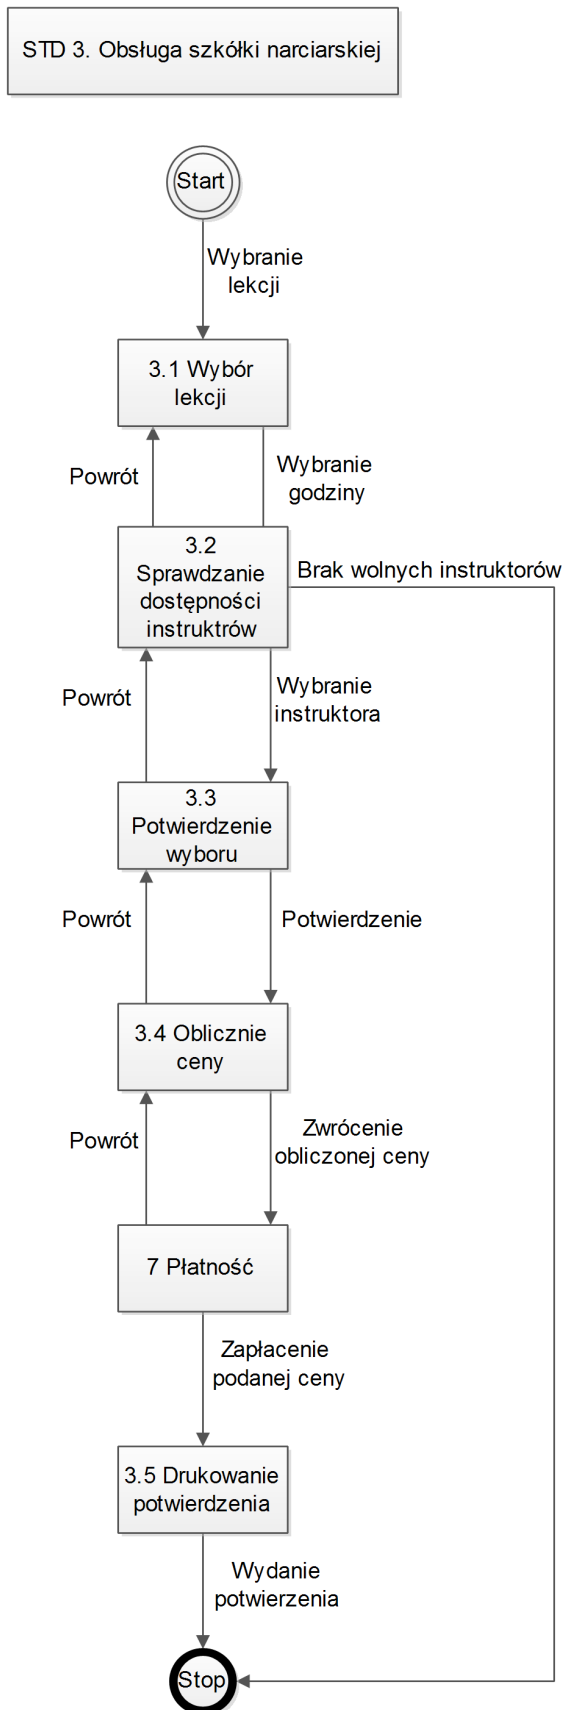 STD 3. Obsługa szkółki narciarskiej
Start
Wybranie
lekcji
3.1 Wybór
lekcji
Powrót
Wybranie
godziny
3.2
Sprawdzanie
dostępności
instruktrów
Brak wolnych instruktorów
Powrót
Wybranie
instruktora
3.3
Potwierdzenie
wyboru
Powrót
Potwierdzenie
3.4 Oblicznie
ceny
Powrót
Zwrócenie
obliczonej ceny
7 Płatność
Zapłacenie
podanej ceny
3.5 Drukowanie
potwierdzenia
Wydanie
potwierzenia
Stop